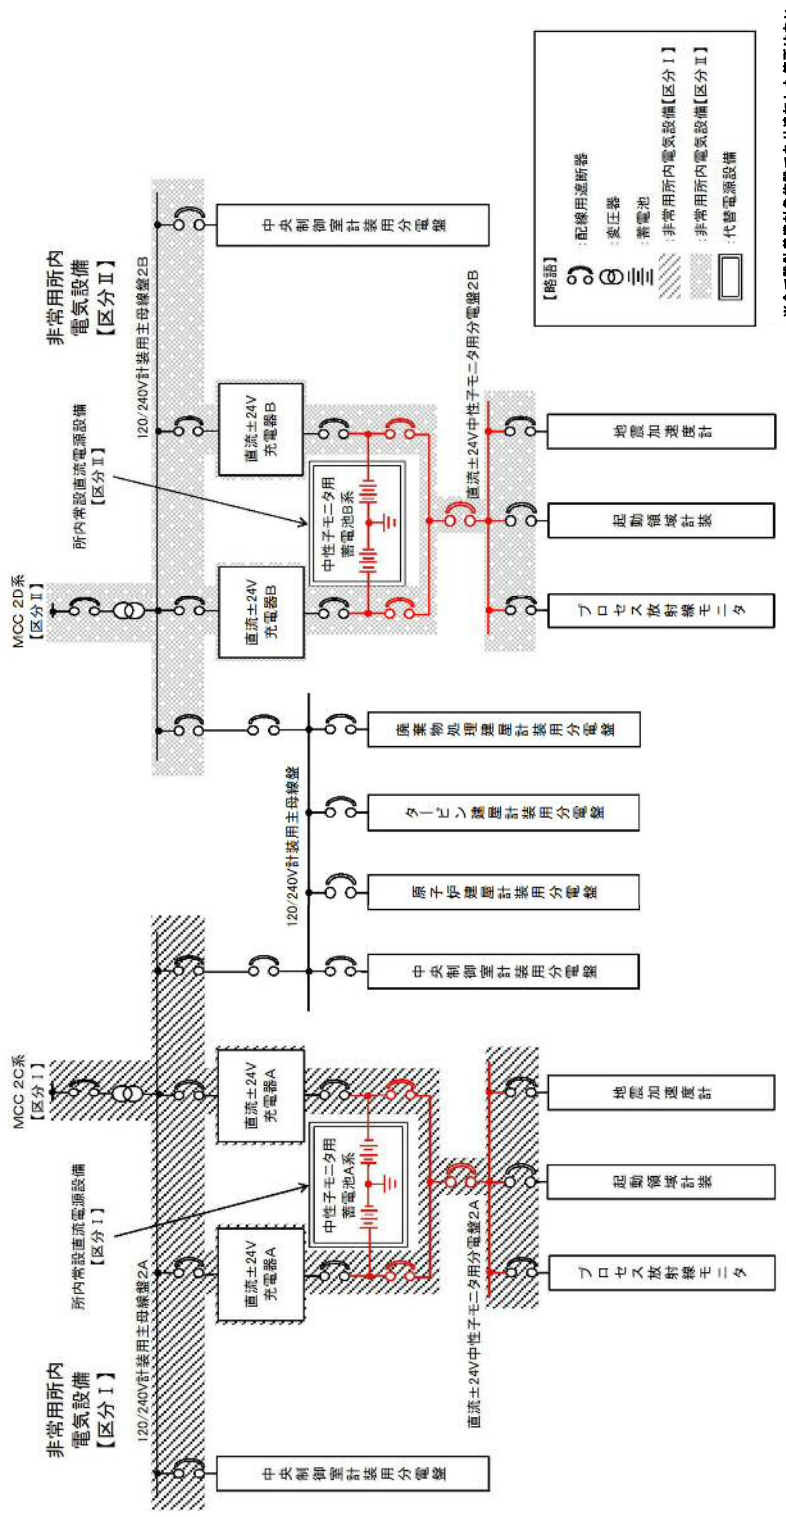 非常用所内
電気設備
【区分Ⅰ】
120/240V計装用主母線盤2A
中央制御室計装用分電盤
所内常設直流電源設備
【区分Ⅰ】
MCC 2C系
【区分Ⅰ】
直流±24V
充電器A
直流±24V
充電器A
中性子モニタ用
蓄電池A系
直流±24V中性子モニタ用分電盤2A
プロセス放射線モニタ
起動領域計装
地震加速度計
120/240V計装用主母線盤
中央制御室計装用分電盤
原子炉建屋計装用分電盤
タービン建屋計装用分電盤
廃棄物処理建屋計装用分電盤
MCC 2D系
【区分Ⅱ】
所内常設直流電源設備
【区分Ⅱ】
非常用所内
電気設備
【区分Ⅱ】
120/240V計装用主母線盤2B
直流±24V
充電器B
直流±24V
充電器B
中性子モニタ用
蓄電池B系
中央制御室計装用分電盤
直流±24V中性子モニタ用分電盤2B
プロセス放射線モニタ
起動領域計装
地震加速度計
【略語】
:配線用遮断器
:変圧器
:蓄電池
:非常用所内電気設備【区分Ⅰ】
:非常用所内電気設備【区分Ⅱ】
:代替電源設備